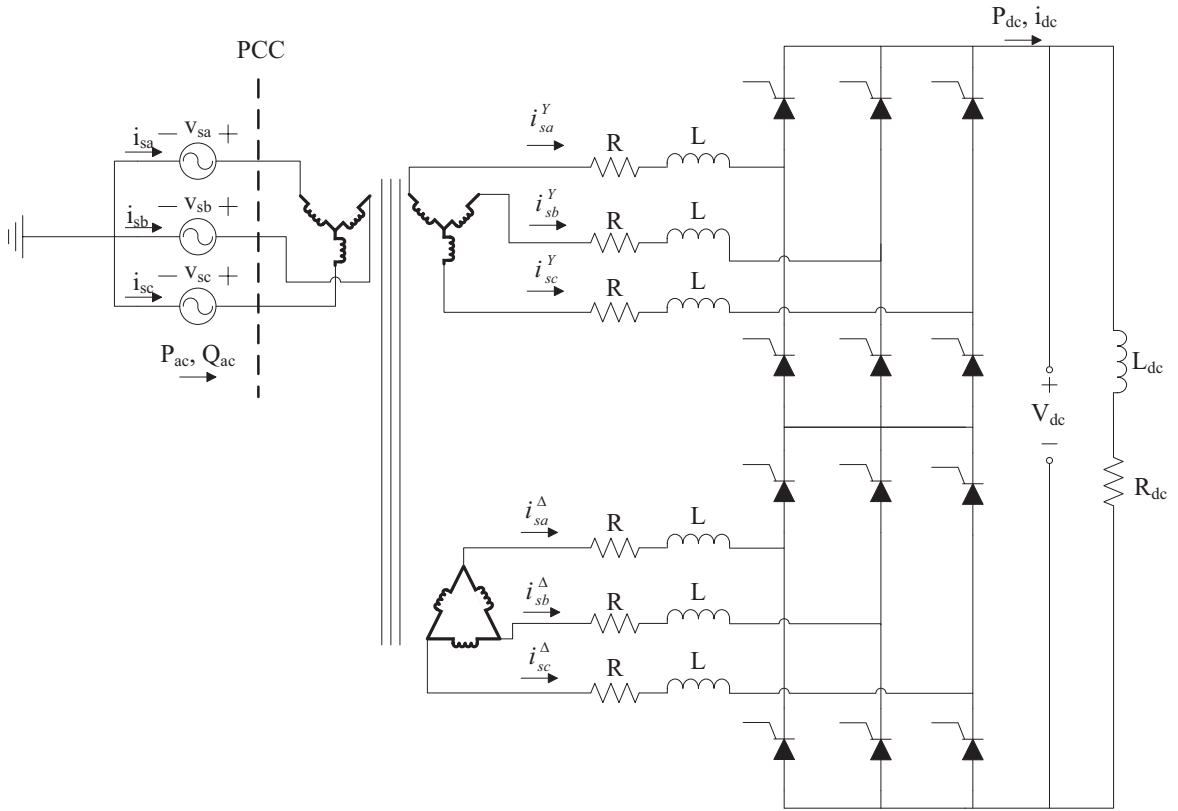 P_dc, i_dc
PCC
i_sa
− v_sa +
i_sb
− v_sb +
i_sc
− v_sc +
P_ac, Q_ac
i_sa^Y
R
L
i_sb^Y
R
L
i_sc^Y
R
L
L_dc
+
V_dc
−
R_dc
i_sa^Δ
R
L
i_sb^Δ
R
L
i_sc^Δ
R
L